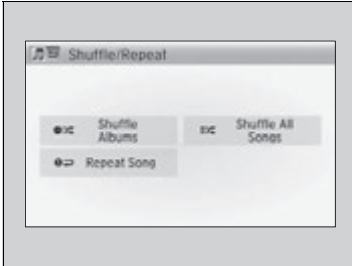 Shuffle/Repeat
Shuffle
Albums
Shuffle All
Songs
Repeat Song